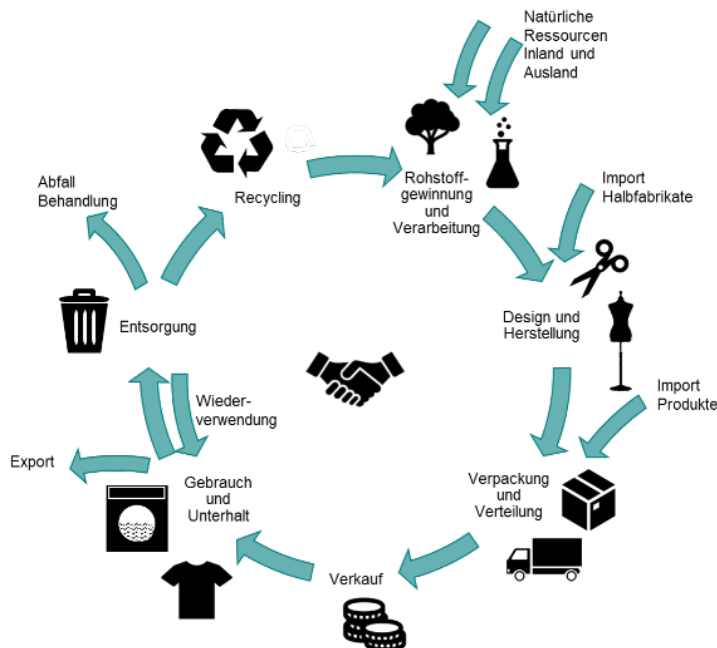 Natürliche
Ressourcen
Inland und
Ausland
Rohstoff-
gewinnung
und
Verarbeitung
Import
Halbfabrikate
Design und
Herstellung
Import
Produkte
Verpackung
und
Verteilung
Verkauf
Gebrauch
und
Unterhalt
Export
Wieder-
verwendung
Entsorgung
Abfall
Behandlung
Recycling